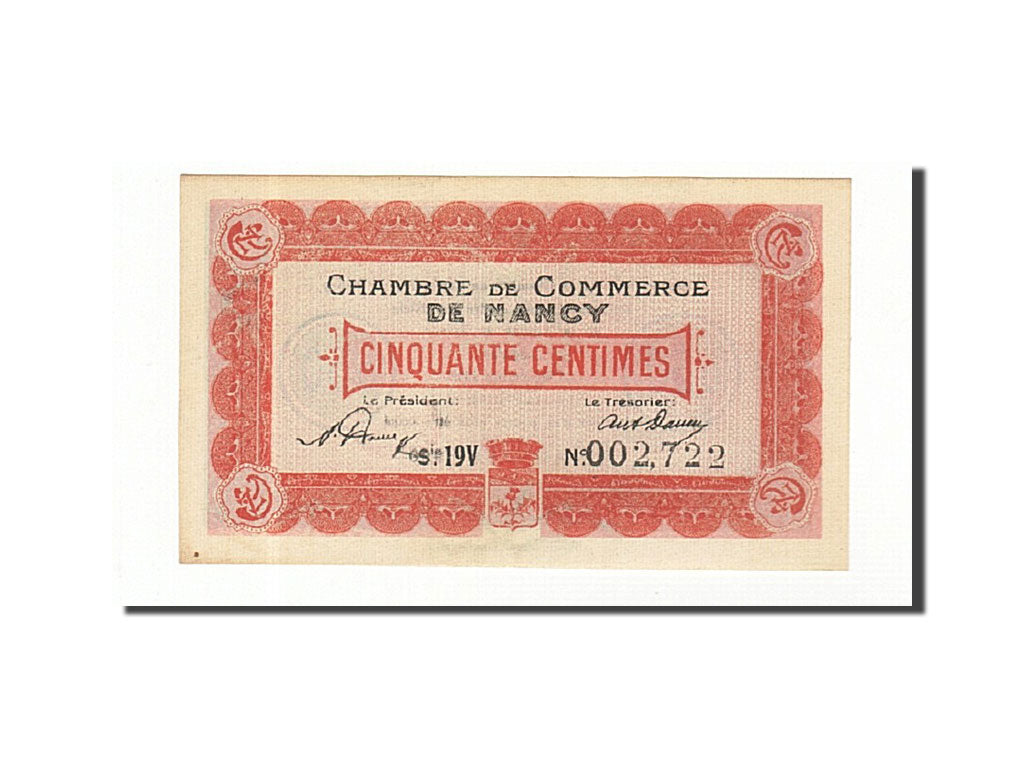 CHAMBRE DE COMMERCE
DE NANCY
CINQUANTE CENTIMES
Le Président: Le Trésorier:
S. 19V N° 002,722